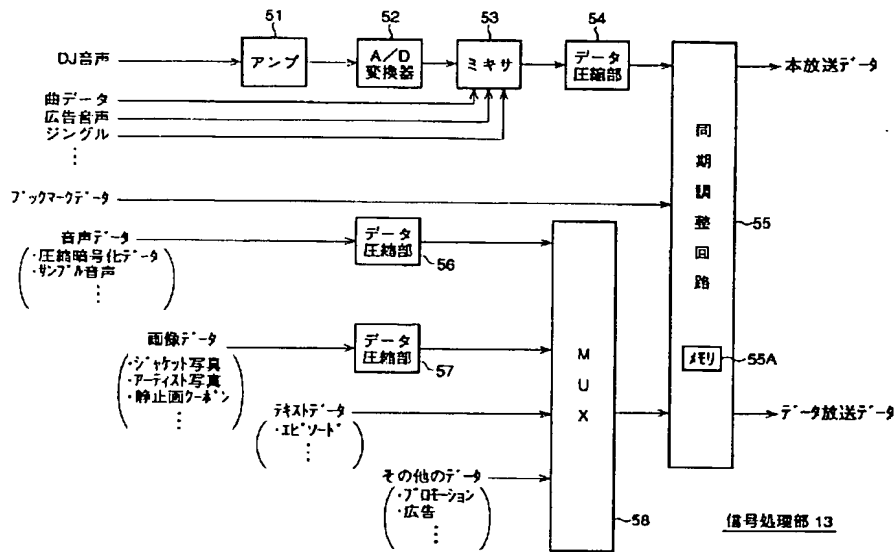 51
52
53
54
DJ音声
アンプ
A/D
変換器
ミキサ
データ
圧縮部
本放送データ
曲データ
広告音声
ジングル
⋮
同期調整回路
55
ブックマークデータ
音声データ
・圧縮暗号化データ
・サンプル音声
⋮
データ
圧縮部
56
画像データ
・ジャケット写真
・アーティスト写真
・静止画クーポン
⋮
データ
圧縮部
57
MUX
メモリ
55A
テキストデータ
・エピソード
⋮
データ放送データ
その他のデータ
・プロモーション
・広告
⋮
58
信号処理部 13